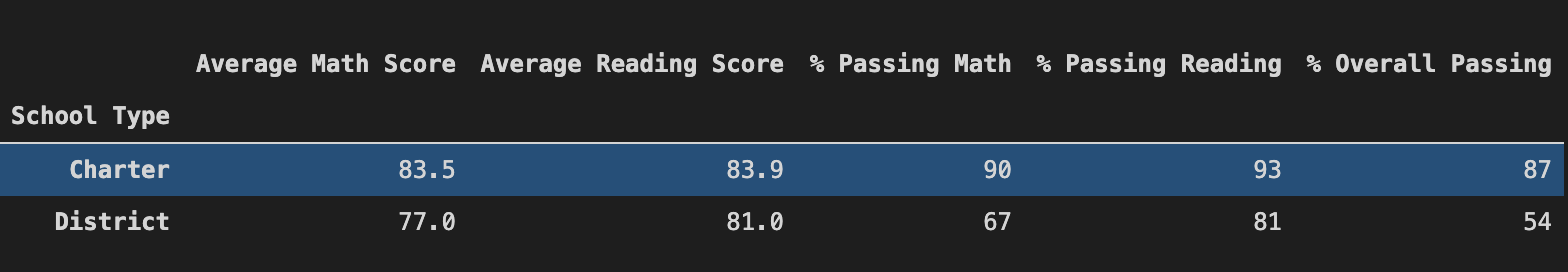 Average Math Score Average Reading Score % Passing Math % Passing Reading % Overall Passing
School Type
Charter 83.5 83.9 90 93 87
District 77.0 81.0 67 81 54